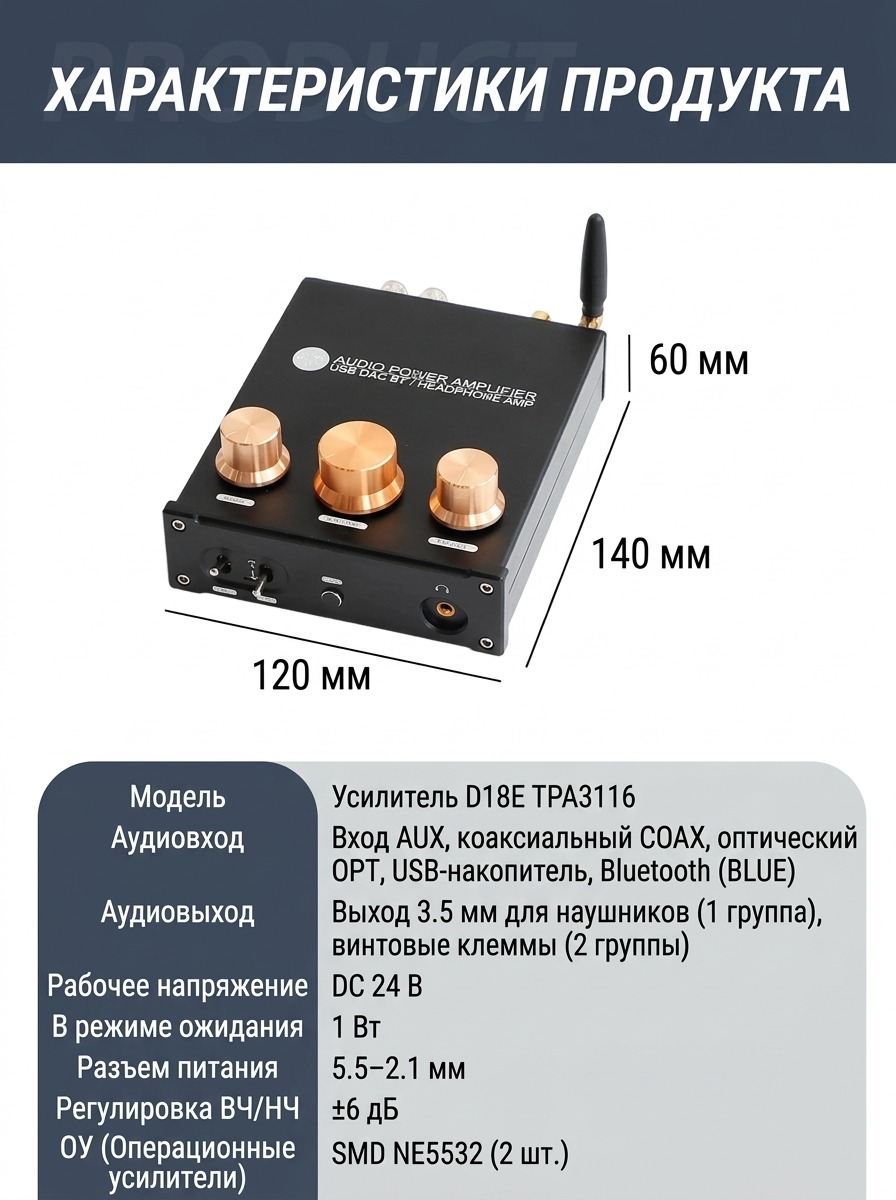 PRODUCT
ХАРАКТЕРИСТИКИ ПРОДУКТА
AUDIO POWER AMPLIFIER
USB DAC BT / HEADPHONE AMP
60 мм
140 мм
120 мм
Модель
Усилитель D18E TPA3116
Аудиовход
Вход AUX, коаксиальный COAX, оптический
OPT, USB-накопитель, Bluetooth (BLUE)
Аудиовыход
Выход 3.5 мм для наушников (1 группа),
винтовые клеммы (2 группы)
Рабочее напряжение
DC 24 В
В режиме ожидания
1 Вт
Разъем питания
5.5–2.1 мм
Регулировка ВЧ/НЧ
±6 дБ
ОУ (Операционные
усилители)
SMD NE5532 (2 шт.)